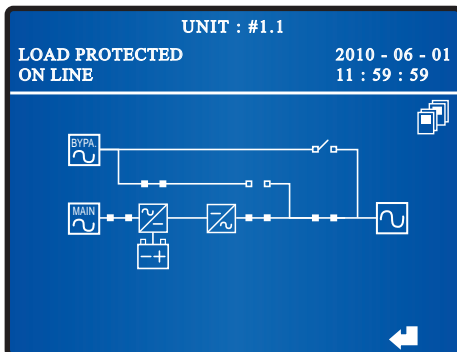 UNIT : #1.1
LOAD PROTECTED
2010 - 06 - 01
ON LINE
11 : 59 : 59
BYPA.
MAIN